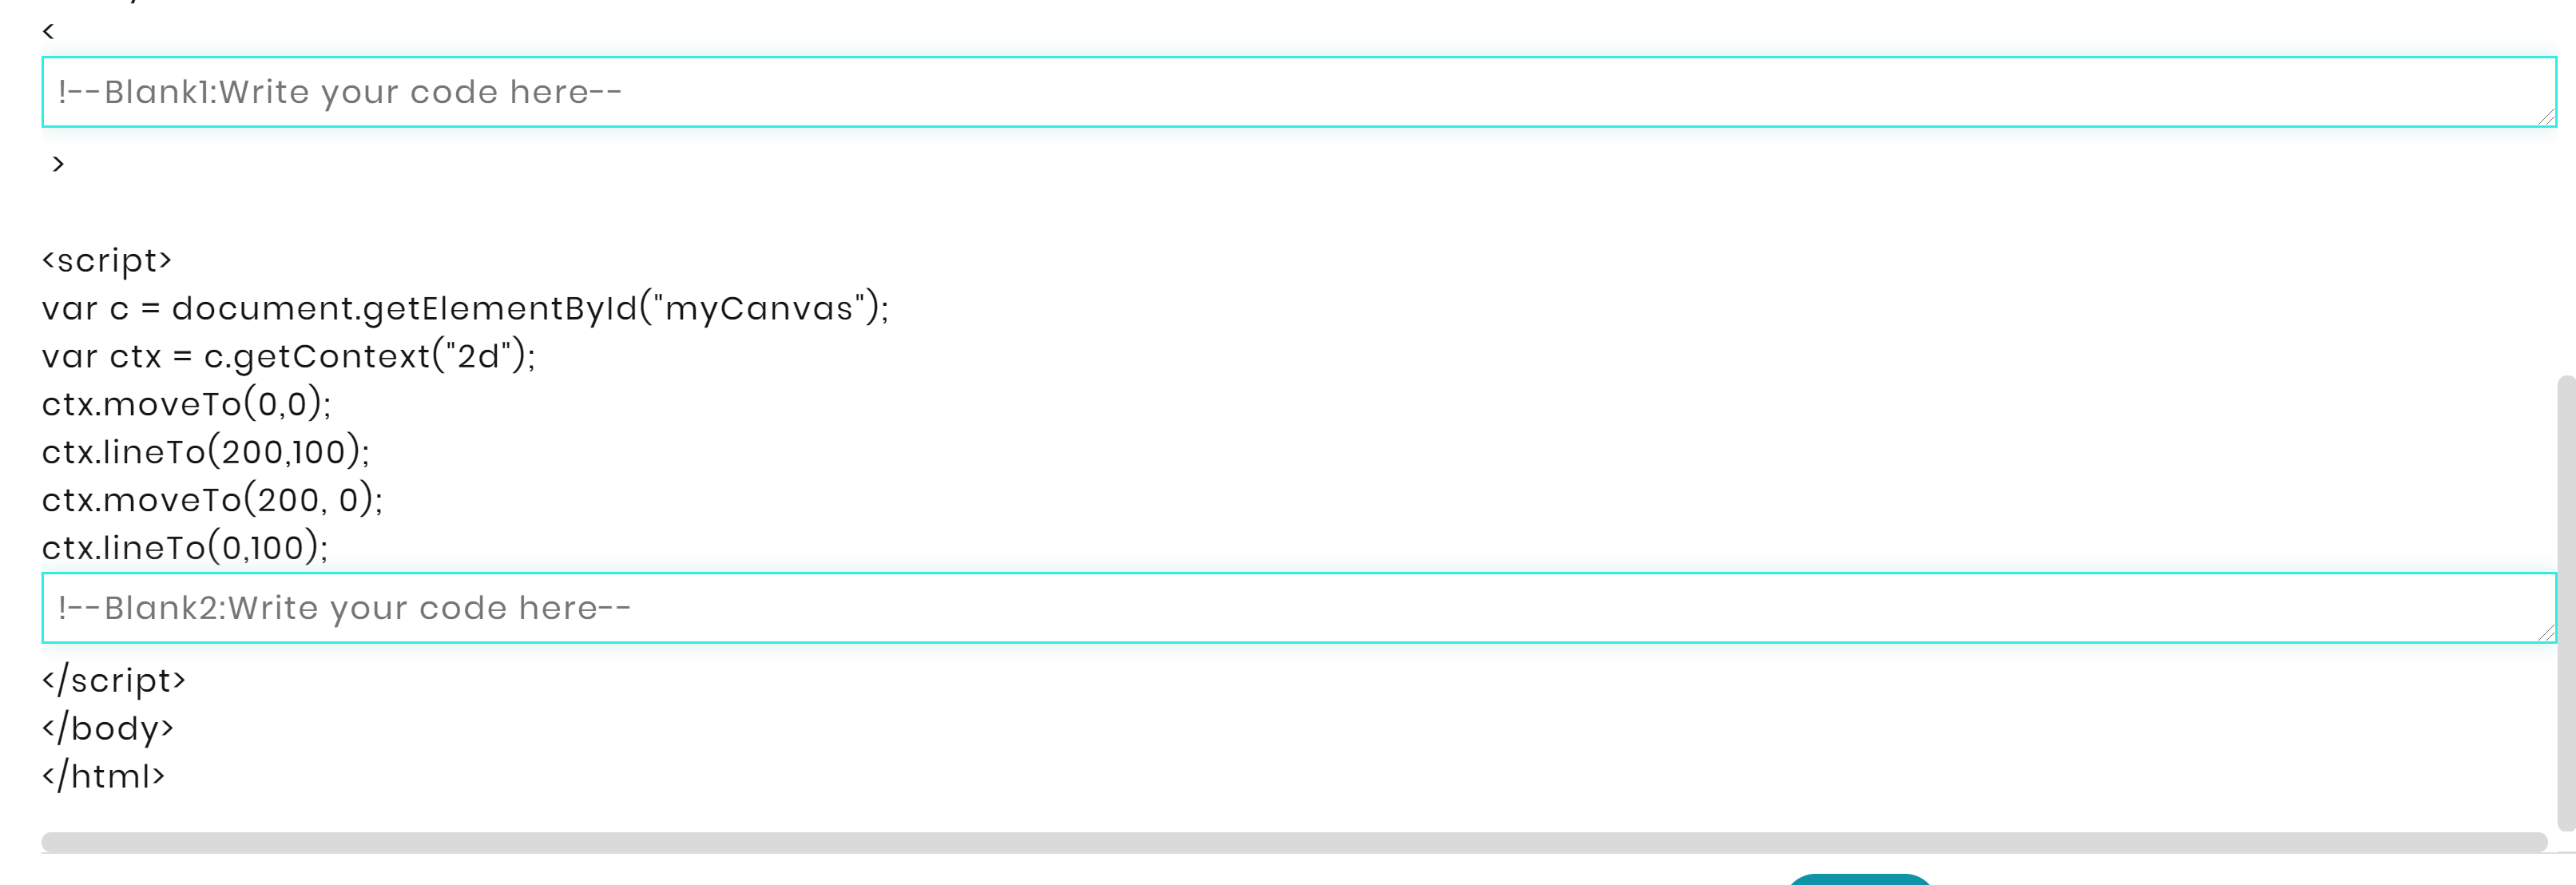 <
!--Blank1:Write your code here--
>
<script>
var c = document.getElementById("myCanvas");
var ctx = c.getContext("2d");
ctx.moveTo(0,0);
ctx.lineTo(200,100);
ctx.moveTo(200, 0);
ctx.lineTo(0,100);
!--Blank2:Write your code here--
</script>
</body>
</html>